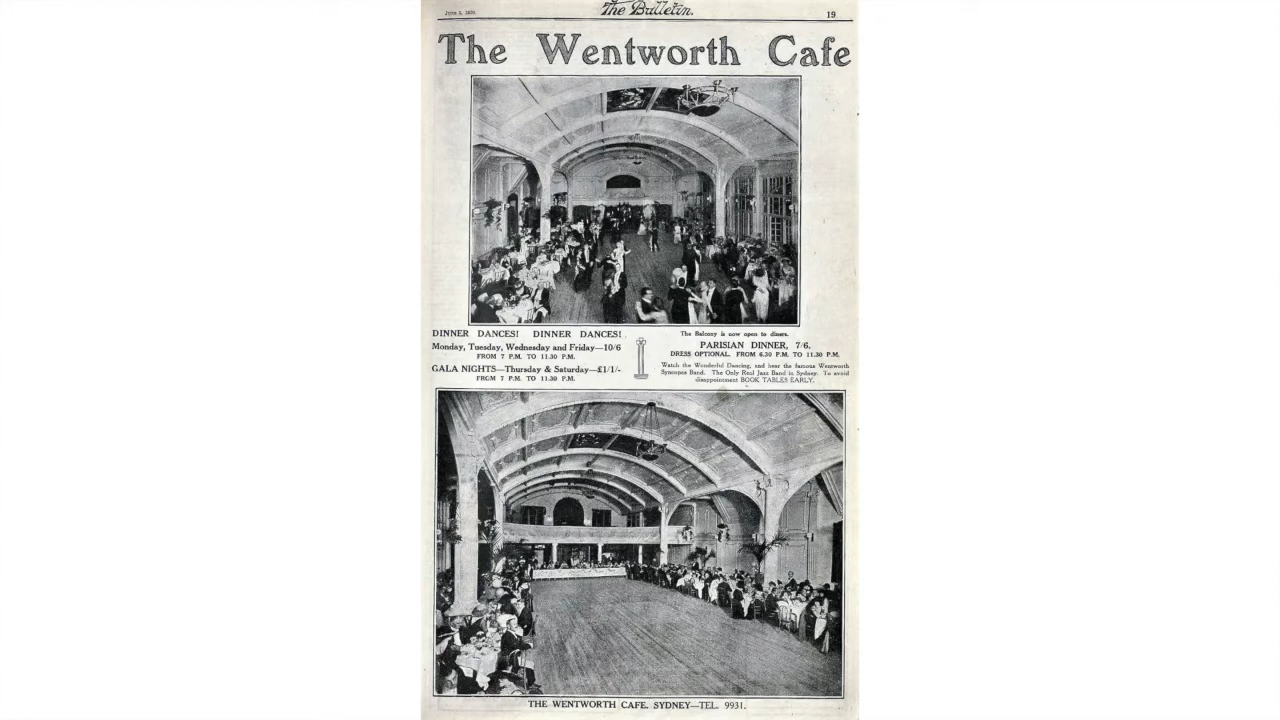 June 3, 1920.
The Bulletin.
19
The Wentworth Cafe
DINNER DANCES! DINNER DANCES!
Monday, Tuesday, Wednesday and Friday—10/6
FROM 7 P.M. TO 11.30 P.M.
GALA NIGHTS—Thursday & Saturday—£1/1/-
FROM 7 P.M. TO 11.30 P.M.
The Balcony is now open to diners.
PARISIAN DINNER, 7/6.
DRESS OPTIONAL. FROM 6.30 P.M. TO 11.30 P.M.
Watch the Wonderful Dancing, and hear the famous Wentworth
Syncopas Band. The Only Real Jazz Band in Sydney. To avoid
disappointment BOOK TABLES EARLY.
THE WENTWORTH CAFE. SYDNEY—TEL. 9931.